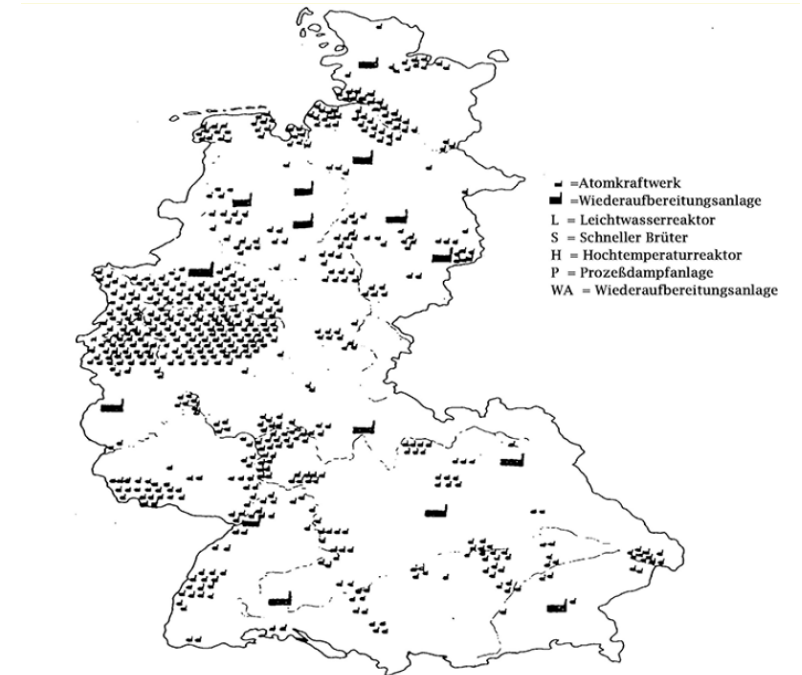 =Atomkraftwerk
=Wiederaufbereitungsanlage
L = Leichtwasserreaktor
S = Schneller Brüter
H = Hochtemperaturreaktor
P = Prozeßdampfanlage
WA = Wiederaufbereitungsanlage